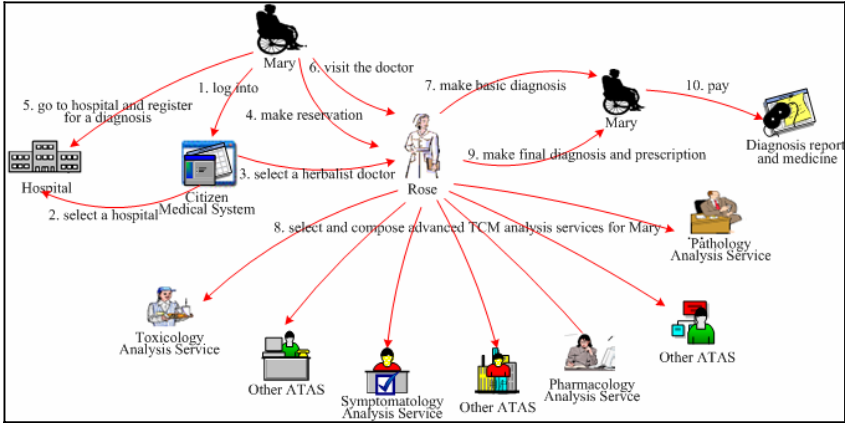 Mary
6. visit the doctor
1. log into
7. make basic diagnosis
10. pay
5. go to hospital and register
for a diagnosis
4. make reservation
Mary
Diagnosis report
and medicine
9. make final diagnosis and prescription
Hospital
3. select a herbalist doctor
Citizen
Medical System
Rose
2. select a hospital
8. select and compose advanced TCM analysis services for Mary
Pathology
Analysis Service
Toxicology
Analysis Service
Other ATAS
Symptomatology
Analysis Service
Other ATAS
Pharmacology
Analysis Servce
Other ATAS